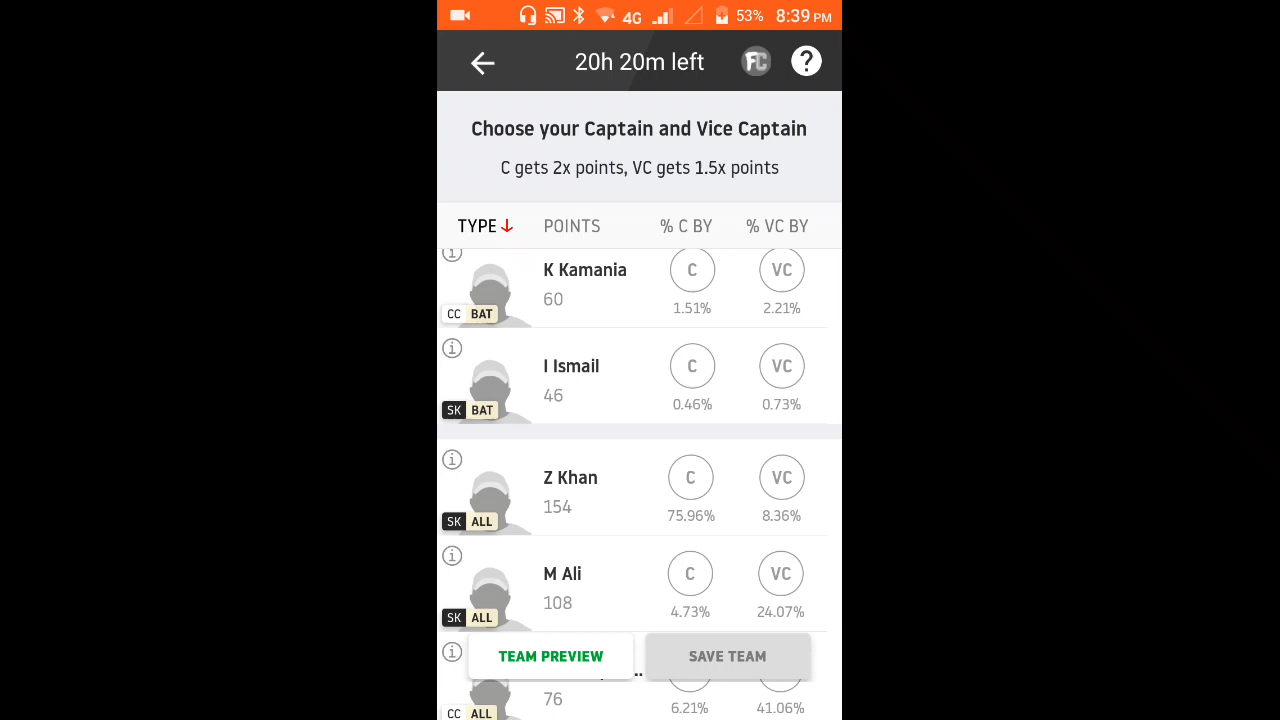 4G 53% 8:39 PM
20h 20m left FC ?
Choose your Captain and Vice Captain
C gets 2x points, VC gets 1.5x points
TYPE POINTS % C BY % VC BY
K Kamania C VC
60
CC BAT 1.51% 2.21%
I Ismail C VC
46
SK BAT 0.46% 0.73%
Z Khan C VC
154
SK ALL 75.96% 8.36%
M Ali C VC
108
SK ALL 4.73% 24.07%
TEAM PREVIEW SAVE TEAM
76
CC ALL 6.21% 41.06%